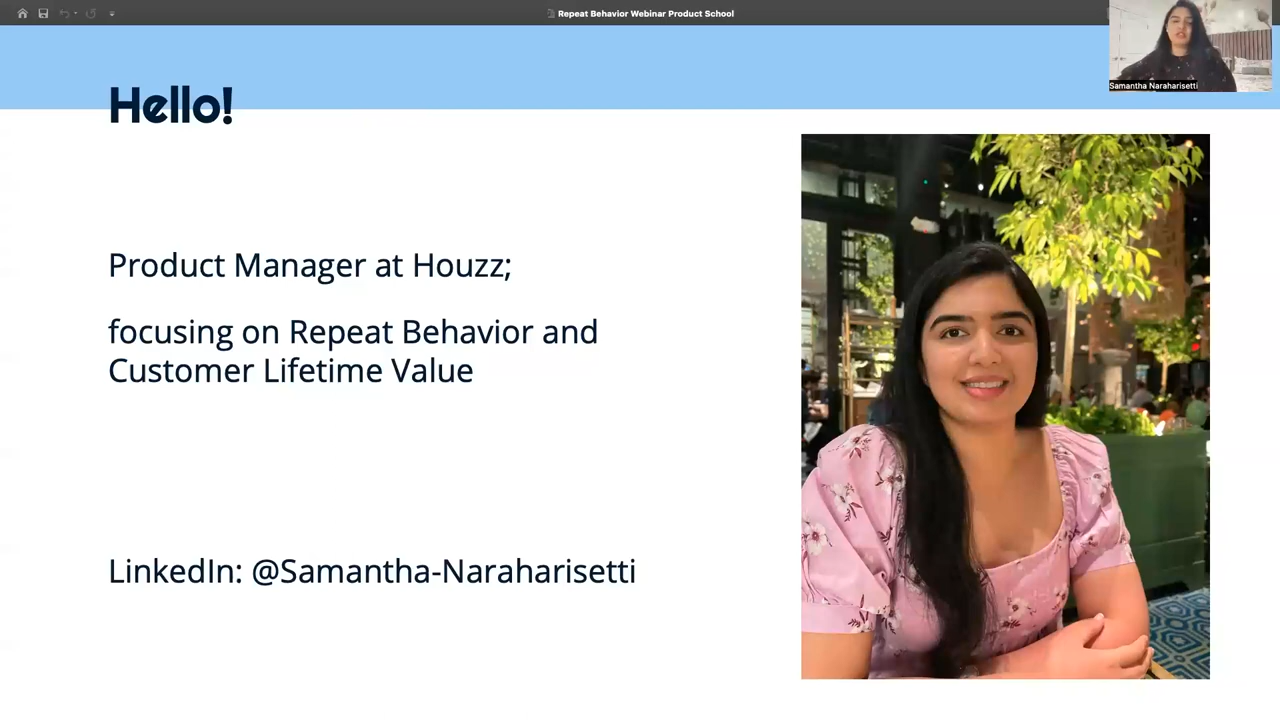 Repeat Behavior Webinar Product School
Samantha Naraharisetti
Hello!
Product Manager at Houzz;
focusing on Repeat Behavior and
Customer Lifetime Value
LinkedIn: @Samantha-Naraharisetti